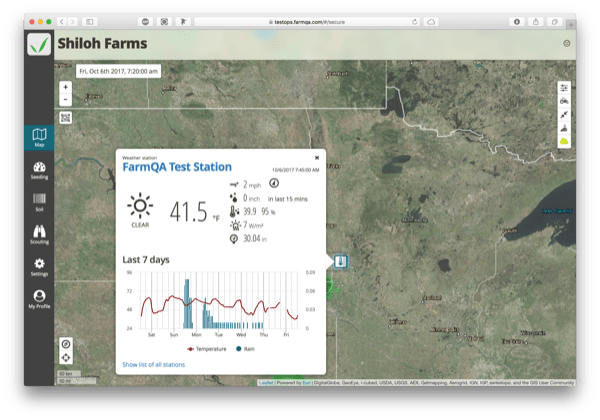 testops.farmqa.com/#/secure
Shiloh Farms
Fri, Oct 6th 2017, 7:20:00 am
+
−
Map
Seeding
Soil
Scouting
Settings
My Profile
Weather station
FarmQA Test Station
10/6/2017 7:45:00 AM
41.5 °F
CLEAR
2 mph
0 inch in last 15 mins
39.9 95 %
7 W/m²
30.04 in
Last 7 days
96
72
48
24
0.09
0.06
0.03
0
Sat Sun Mon Tue Wed Thu Fri
Temperature Rain
Show list of all stations
Minneapolis
Wisconsin
Leaflet | Powered by Esri | DigitalGlobe, GeoEye, i-cubed, USDA, USGS, AEX, Getmapping, Aerogrid, IGN, IGP, swisstopo, and the GIS User Community